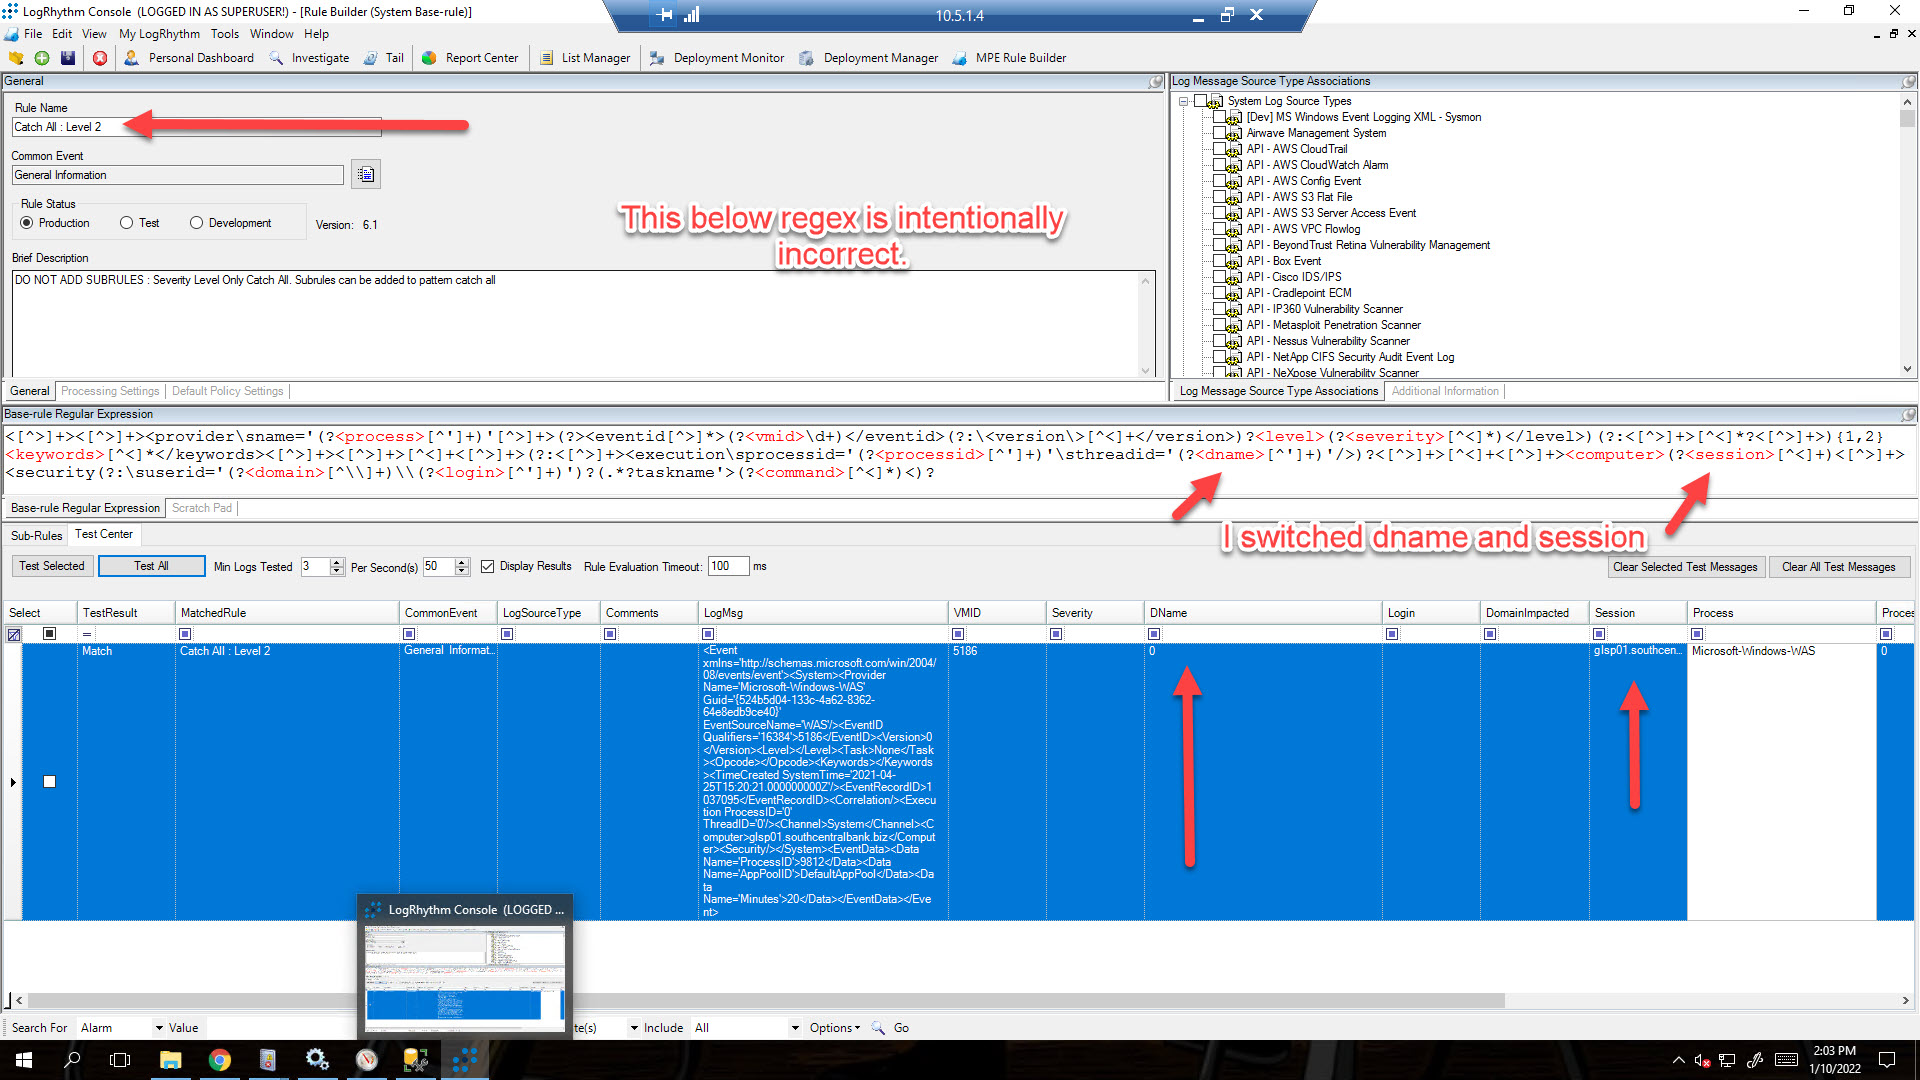 LogRhythm Console (LOGGED IN AS SUPERUSER!) - [Rule Builder (System Base-rule)]
10.5.1.4
File Edit View My LogRhythm Tools Window Help
Personal Dashboard Investigate Tail Report Center List Manager Deployment Monitor Deployment Manager MPE Rule Builder
General
Rule Name
Catch All : Level 2
Common Event
General Information
Rule Status
Production Test Development Version: 6.1
Brief Description
DO NOT ADD SUBRULES : Severity Level Only Catch All. Subrules can be added to pattern catch all
This below regex is intentionally
incorrect.
General Processing Settings Default Policy Settings
Log Message Source Type Associations
System Log Source Types
[Dev] MS Windows Event Logging XML - Sysmon
Airwave Management System
API - AWS CloudTrail
API - AWS CloudWatch Alarm
API - AWS Config Event
API - AWS S3 Flat File
API - AWS S3 Server Access Event
API - AWS VPC Flowlog
API - BeyondTrust Retina Vulnerability Management
API - Box Event
API - Cisco IDS/IPS
API - Cradlepoint ECM
API - IP360 Vulnerability Scanner
API - Metasploit Penetration Scanner
API - Nessus Vulnerability Scanner
API - NetApp CIFS Security Audit Event Log
API - NeXpose Vulnerability Scanner
Log Message Source Type Associations Additional Information
Base-rule Regular Expression
<[^>]+><[^>]+><provider\sname='(?<process>[^']+)'[^>]+>(?><eventid[^>]*>(?<vmid>\d+)</eventid>(?:\<version\>[^<]+</version>)?<level>(?<severity>[^<]*)</level>)(?:<[^>]+>[^<]*?<[^>]+>){1,2}
<keywords>[^<]*</keywords><[^>]+><[^>]+>[^<]+<[^>]+>(?:<[^>]+><execution\sprocessid='(?<processid>[^']+)'\sthreadid='(?<dname>[^']+)'/>)?<[^>]+>[^<]+<[^>]+><computer>(?<session>[^<]+)<[^>]+>
<security(?:\suserid='(?<domain>[^\\]+)\\(?<login>[^']+)')?(.*?taskname'>(?<command>[^<]*)<)?
Base-rule Regular Expression Scratch Pad
I switched dname and session
Sub-Rules Test Center
Test Selected Test All Min Logs Tested 3 Per Second(s) 50 Display Results Rule Evaluation Timeout: 100 ms Clear Selected Test Messages Clear All Test Messages
Select TestResult MatchedRule CommonEvent LogSourceType Comments LogMsg VMID Severity DName Login DomainImpacted Session Process Proces
=
Match Catch All : Level 2 General Informat... 5186 0 glsp01.southcen... Microsoft-Windows-WAS 0
<Event
xmlns='http://schemas.microsoft.com/win/2004/
08/events/event'><System><Provider
Name='Microsoft-Windows-WAS'
Guid='{524b5d04-133c-4a62-8362-
64e8edb9ce40}'
EventSourceName='WAS'/><EventID
Qualifiers='16384'>5186</EventID><Version>0
</Version><Level></Level><Task>None</Task
><Opcode></Opcode><Keywords></Keywords
><TimeCreated SystemTime='2021-04-
25T15:20:21.000000000Z'/><EventRecordID>1
037095</EventRecordID><Correlation/><Execu
tion ProcessID='0'
ThreadID='0'/><Channel>System</Channel><C
omputer>glsp01.southcentralbank.biz</Comput
er><Security/></System><EventData><Data
Name='ProcessID'>9812</Data><Data
Name='AppPoolID'>DefaultAppPool</Data><Da
ta
Name='Minutes'>20</Data></EventData></Eve
nt>
LogRhythm Console (LOGGED ...
Search For Alarm Value te(s) Include All Options Go
2:03 PM
1/10/2022